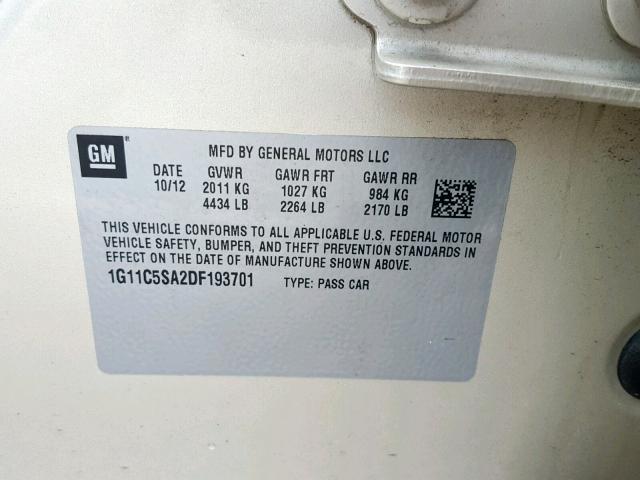 GM
MFD BY GENERAL MOTORS LLC
DATE GVWR GAWR FRT GAWR RR
10/12 2011 KG 1027 KG 984 KG
4434 LB 2264 LB 2170 LB
THIS VEHICLE CONFORMS TO ALL APPLICABLE U.S. FEDERAL MOTOR
VEHICLE SAFETY, BUMPER, AND THEFT PREVENTION STANDARDS IN
EFFECT ON THE DATE OF MANUFACTURE SHOWN ABOVE.
1G11C5SA2DF193701 TYPE: PASS CAR